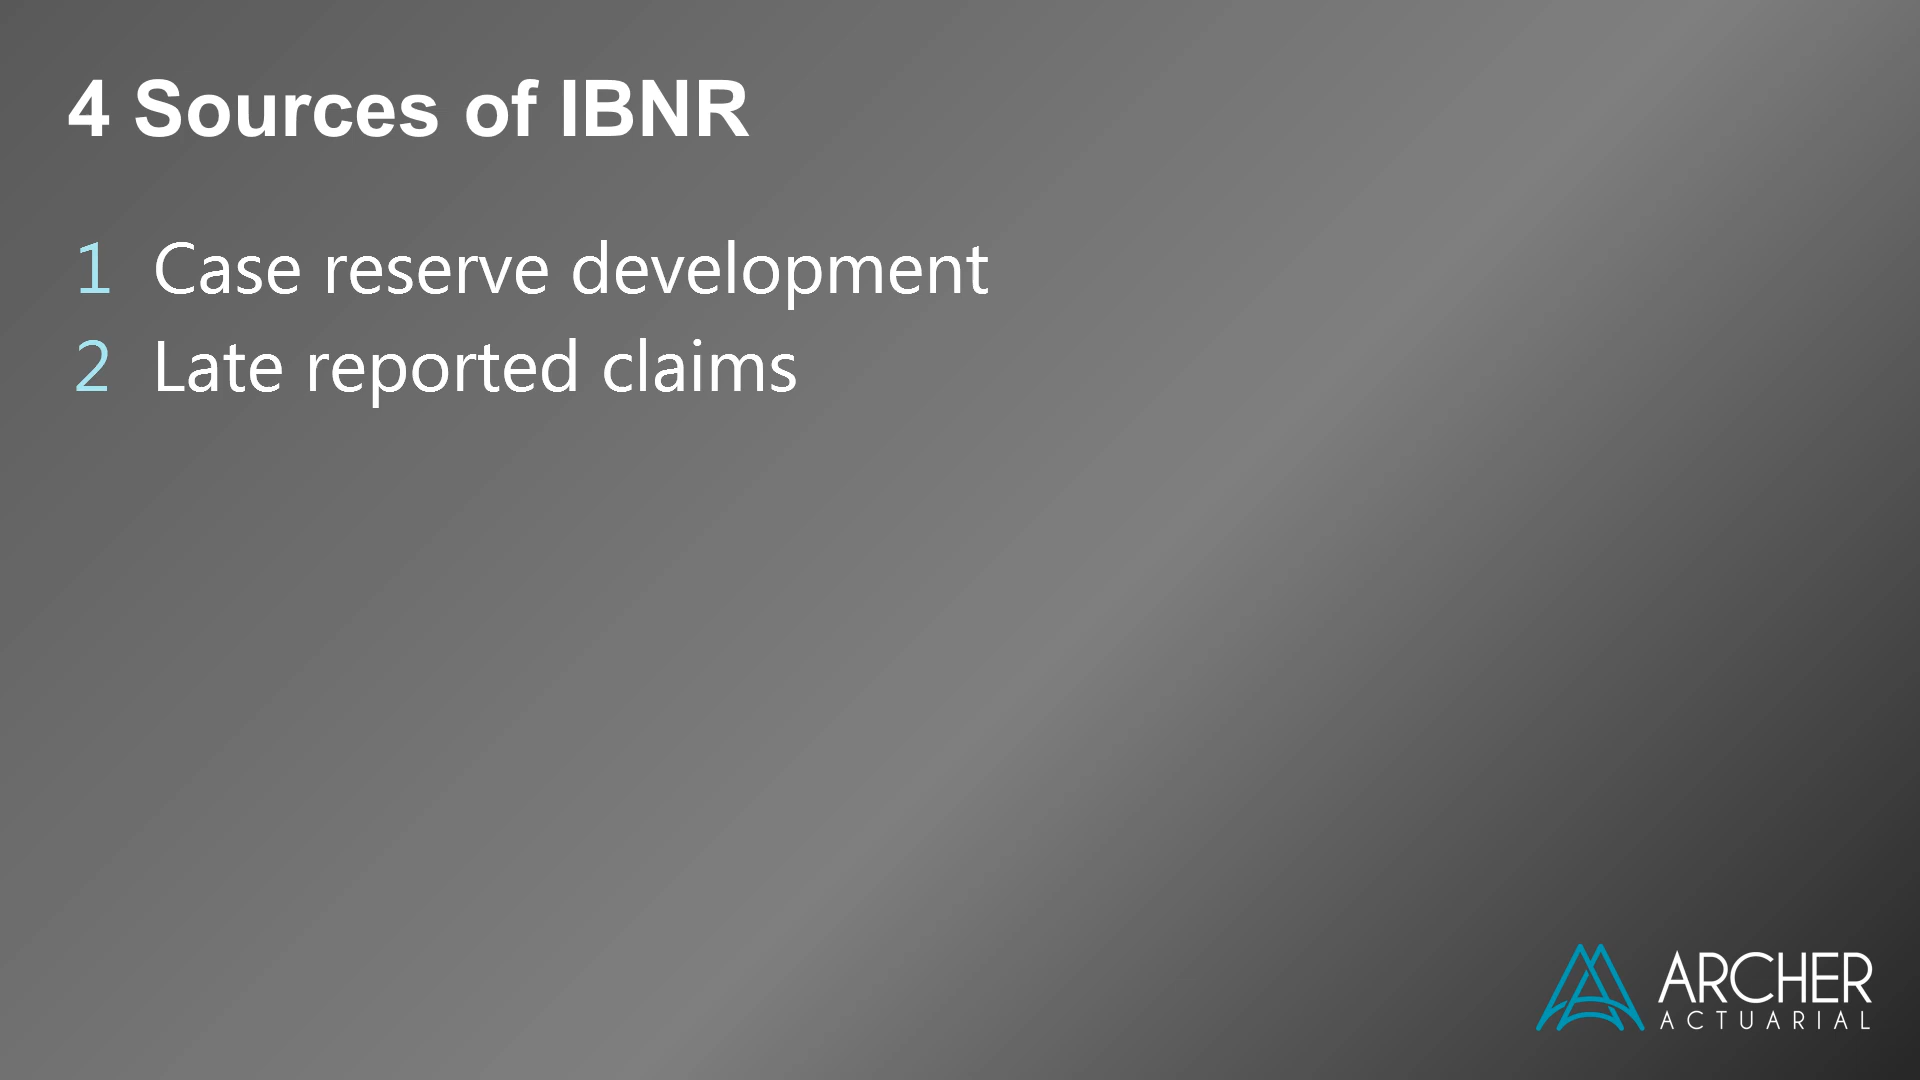 4 Sources of IBNR
1 Case reserve development
2 Late reported claims
ARCHER
ACTUARIAL